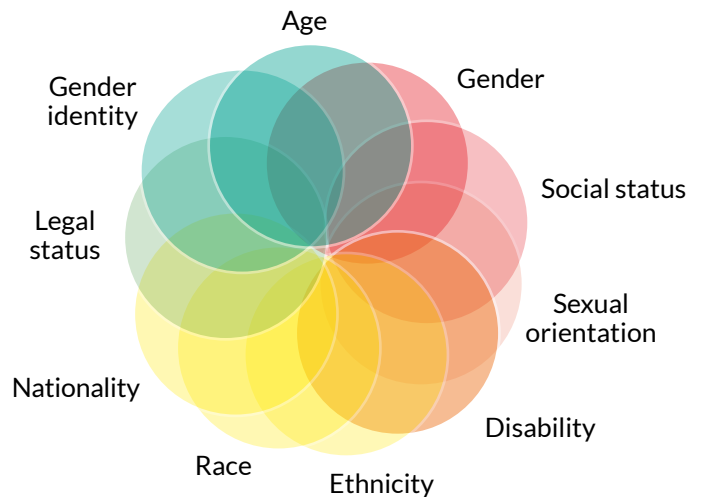 Age
Gender
Social status
Sexual
orientation
Disability
Ethnicity
Race
Nationality
Legal
status
Gender
identity